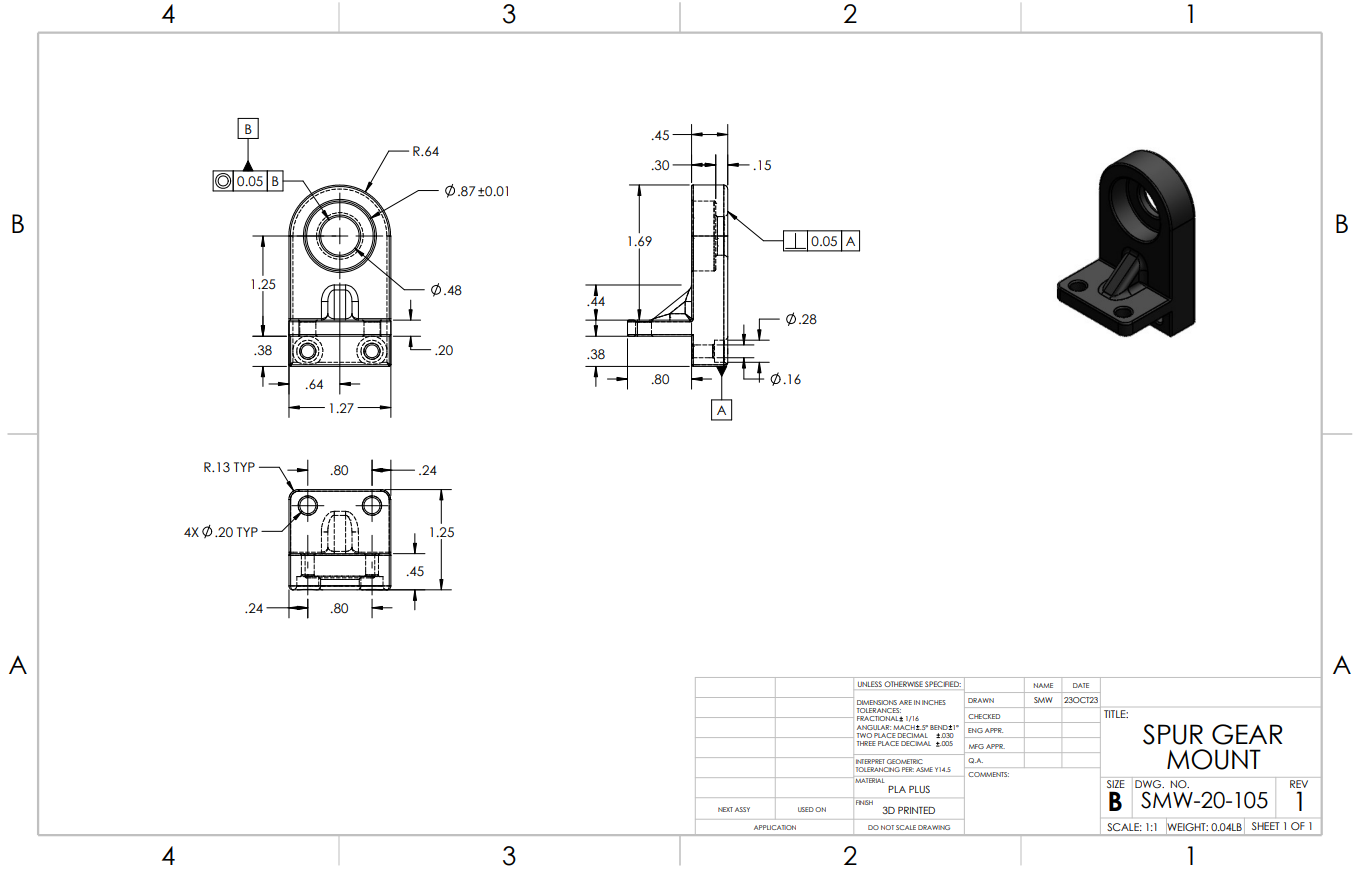 4 3 2 1
B
B
B
⌾ 0.05 B
R.64
Ø.87±0.01
1.25
Ø.48
.38
.20
.64
1.27
.45
.30 .15
1.69
⊥ 0.05 A
.44
Ø.28
.38
.80
Ø.16
A
R.13 TYP
.80
.24
4X Ø.20 TYP
1.25
.45
.24
.80
A
A
UNLESS OTHERWISE SPECIFIED:
DIMENSIONS ARE IN INCHES
TOLERANCES:
FRACTIONAL± 1/16
ANGULAR: MACH±.5° BEND±1°
TWO PLACE DECIMAL ±.030
THREE PLACE DECIMAL ±.005
INTERPRET GEOMETRIC
TOLERANCING PER: ASME Y14.5
MATERIAL
PLA PLUS
FINISH
3D PRINTED
DO NOT SCALE DRAWING
NEXT ASSY
USED ON
APPLICATION
NAME DATE
DRAWN SMW 23OCT23
CHECKED
ENG APPR.
MFG APPR.
Q.A.
COMMENTS:
TITLE:
SPUR GEAR
MOUNT
SIZE DWG. NO. REV
B SMW-20-105 1
SCALE: 1:1 WEIGHT: 0.04LB SHEET 1 OF 1
4 3 2 1